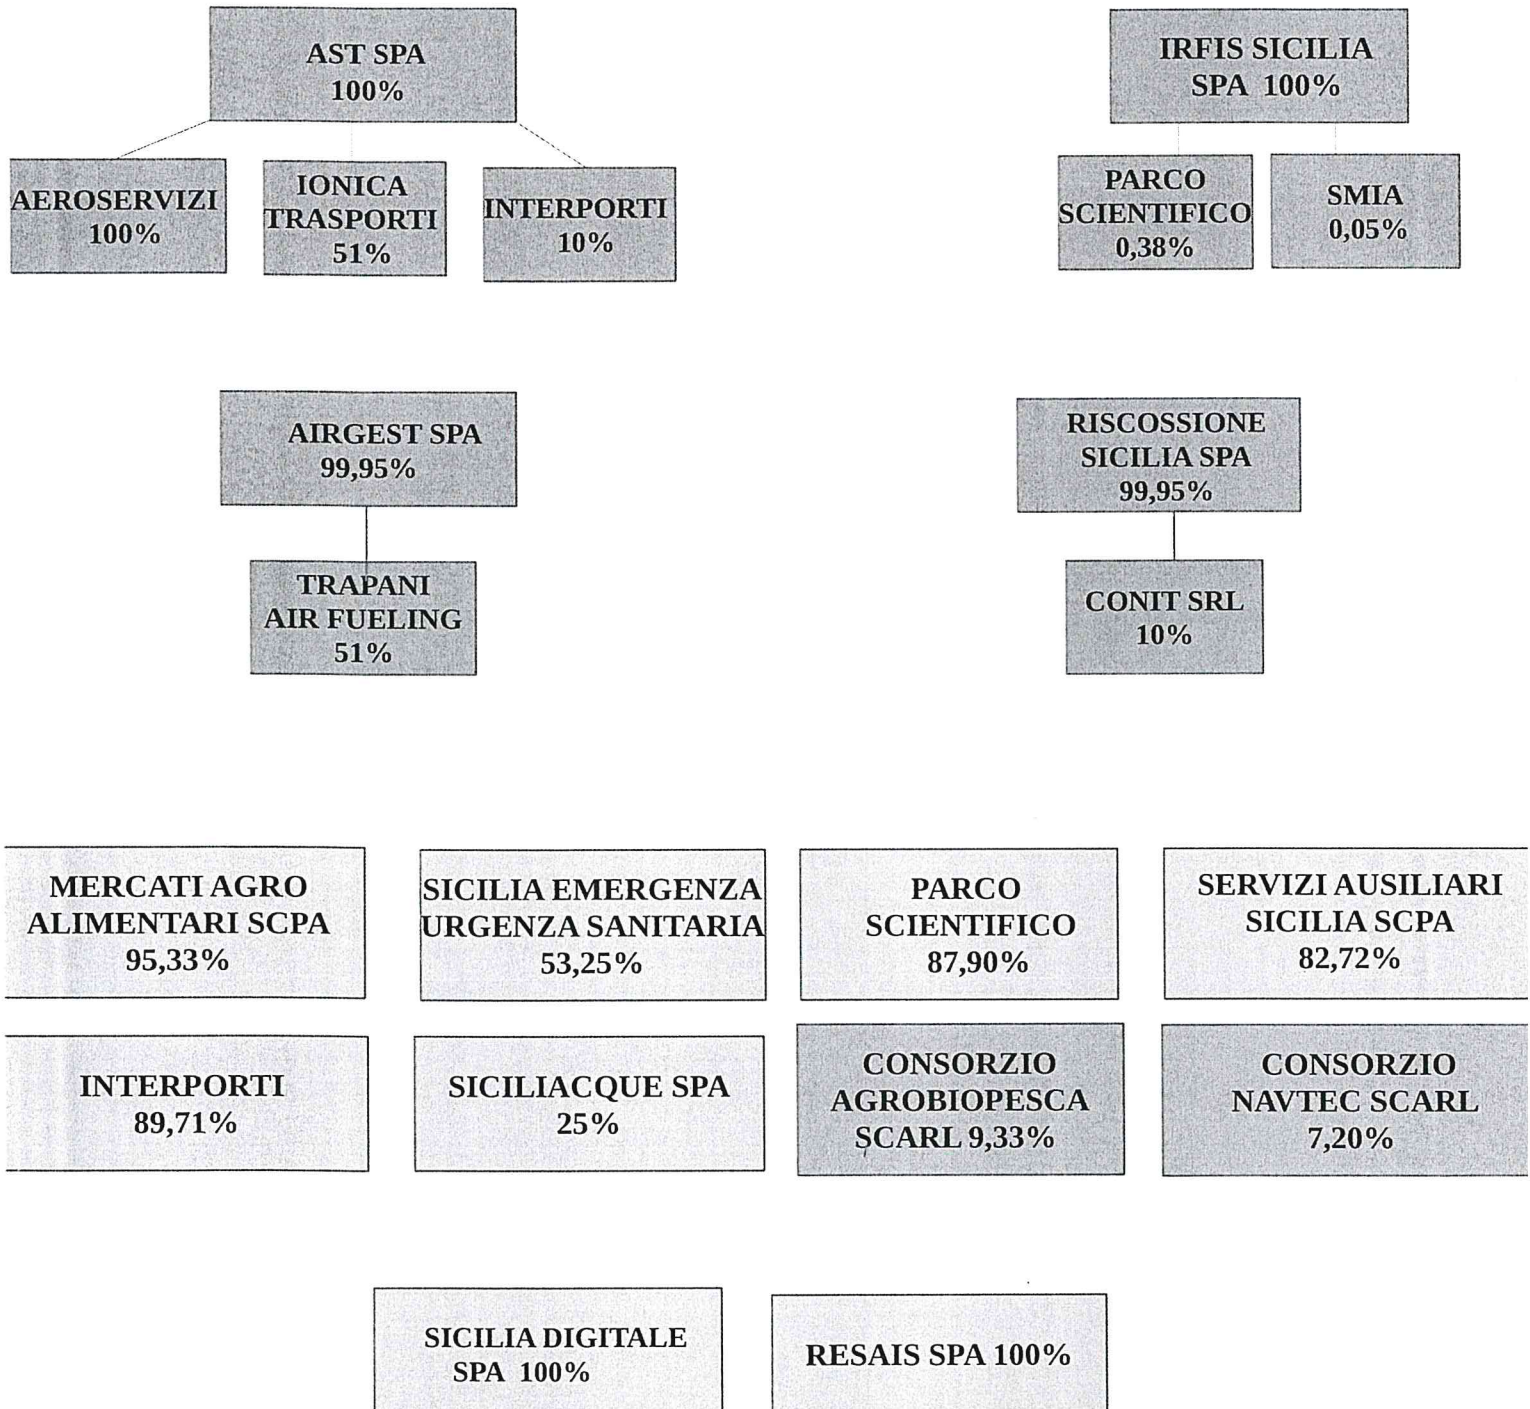 AST SPA
100%
IRFIS SICILIA
SPA 100%
AEROSERVIZI
100%
IONICA
TRASPORTI
51%
INTERPORTI
10%
PARCO
SCIENTIFICO
0,38%
SMIA
0,05%
AIRGEST SPA
99,95%
RISCOSSIONE
SICILIA SPA
99,95%
TRAPANI
AIR FUELING
51%
CONIT SRL
10%
MERCATI AGRO
ALIMENTARI SCPA
95,33%
SICILIA EMERGENZA
URGENZA SANITARIA
53,25%
PARCO
SCIENTIFICO
87,90%
SERVIZI AUSILIARI
SICILIA SCPA
82,72%
INTERPORTI
89,71%
SICILIACQUE SPA
25%
CONSORZIO
AGROBIOPESCA
SCARL 9,33%
CONSORZIO
NAVTEC SCARL
7,20%
SICILIA DIGITALE
SPA 100%
RESAIS SPA 100%